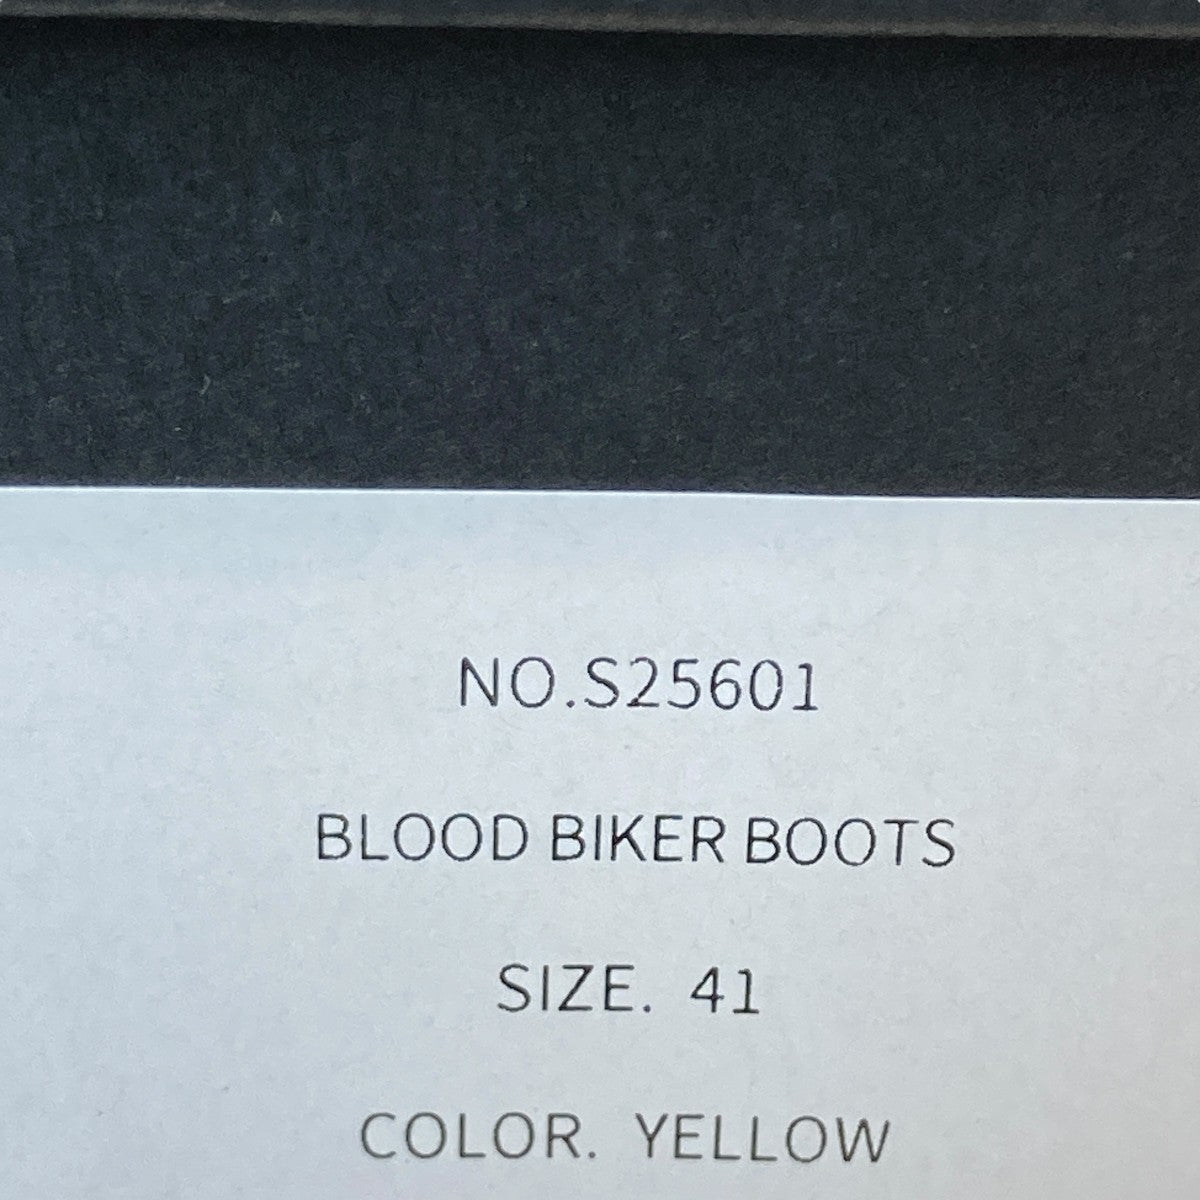 NO.S25601
BLOOD BIKER BOOTS
SIZE. 41
COLOR. YELLOW